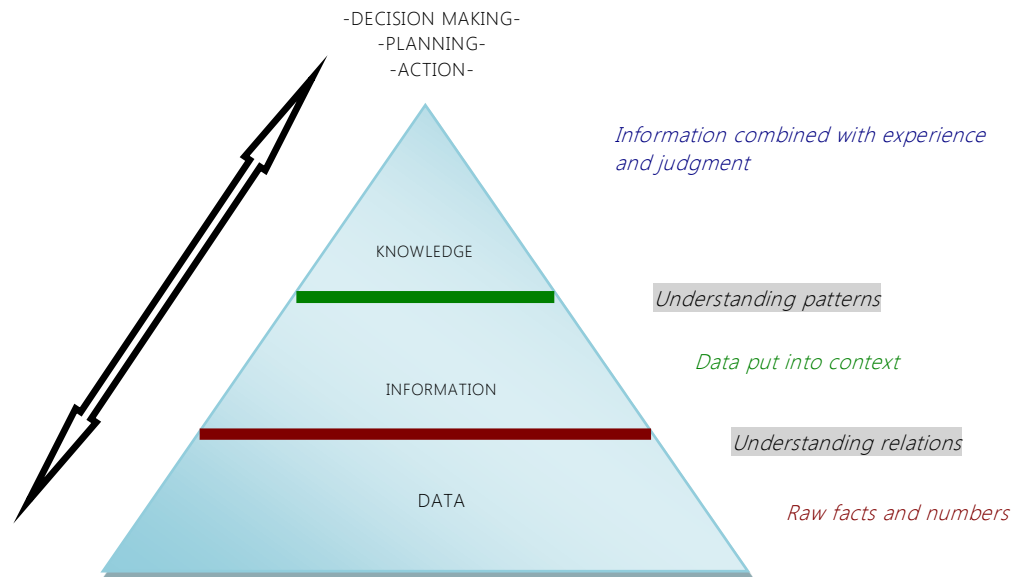 -DECISION MAKING-
-PLANNING-
-ACTION-
Information combined with experience
and judgment
KNOWLEDGE
Understanding patterns
Data put into context
INFORMATION
Understanding relations
DATA
Raw facts and numbers